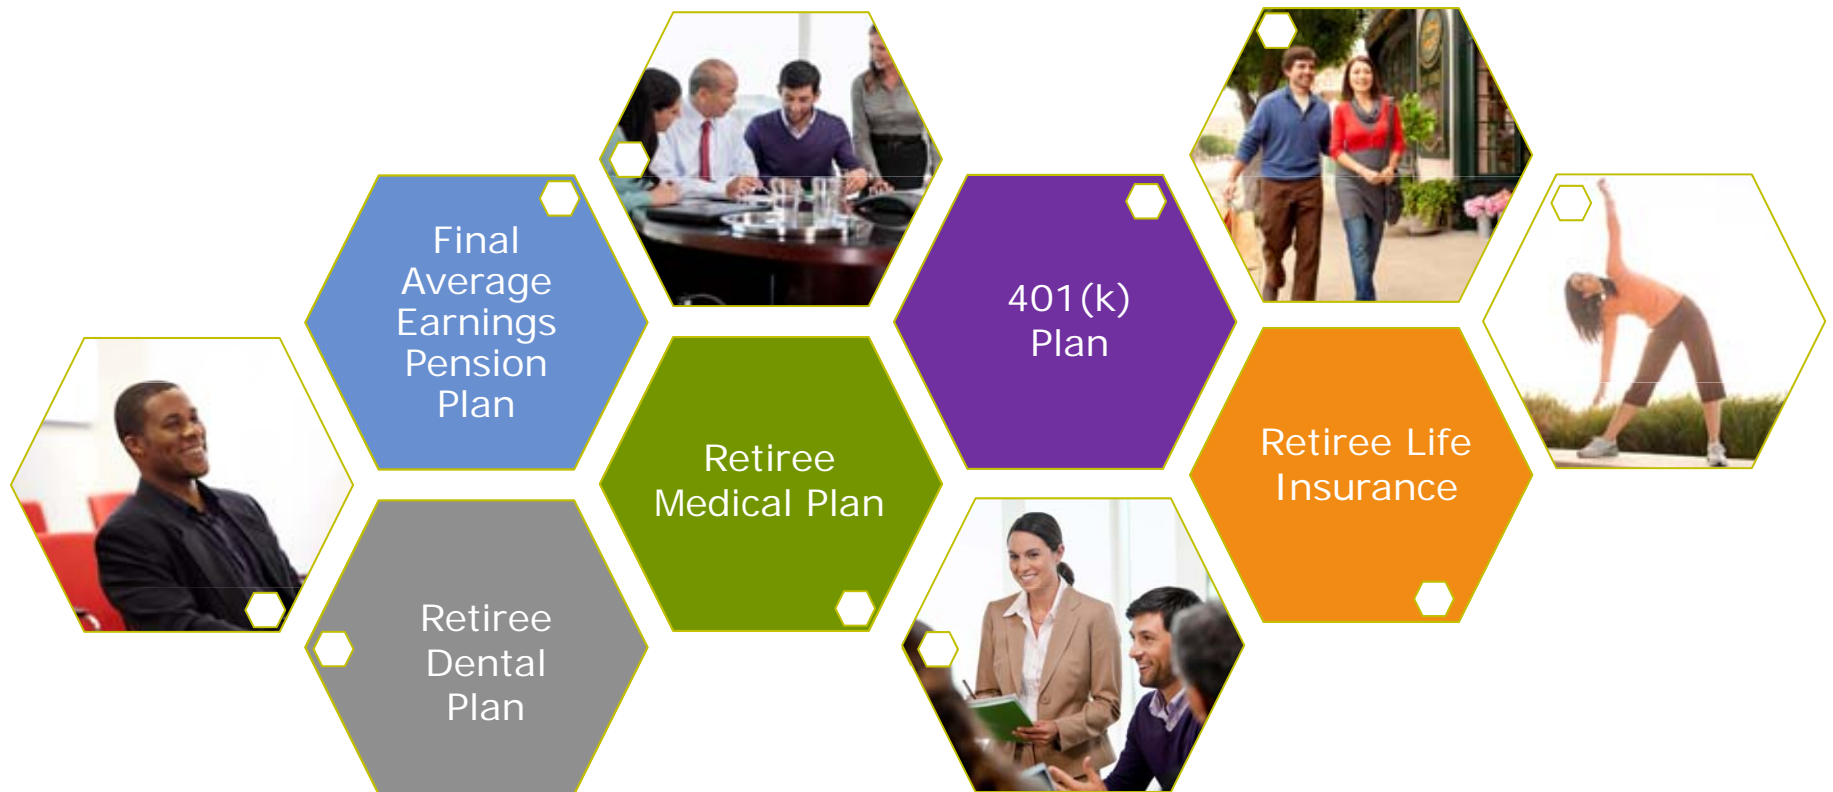 Final
Average
Earnings
Pension
Plan
Retiree
Dental
Plan
Retiree
Medical Plan
401(k)
Plan
Retiree Life
Insurance